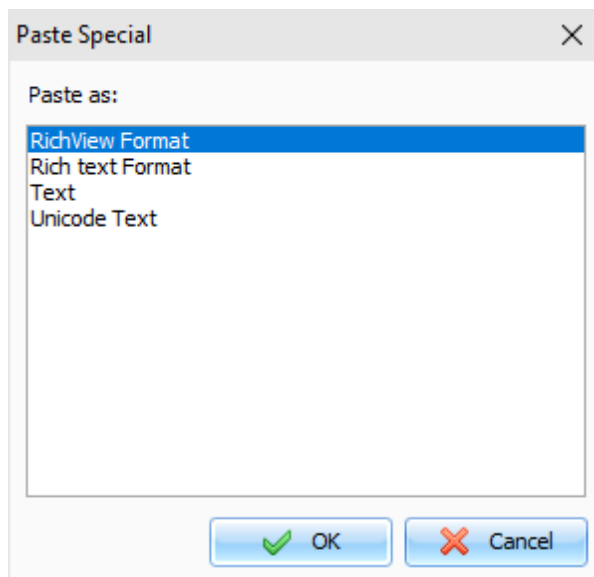 Paste Special
Paste as:
RichView Format
Rich text Format
Text
Unicode Text
OK
Cancel